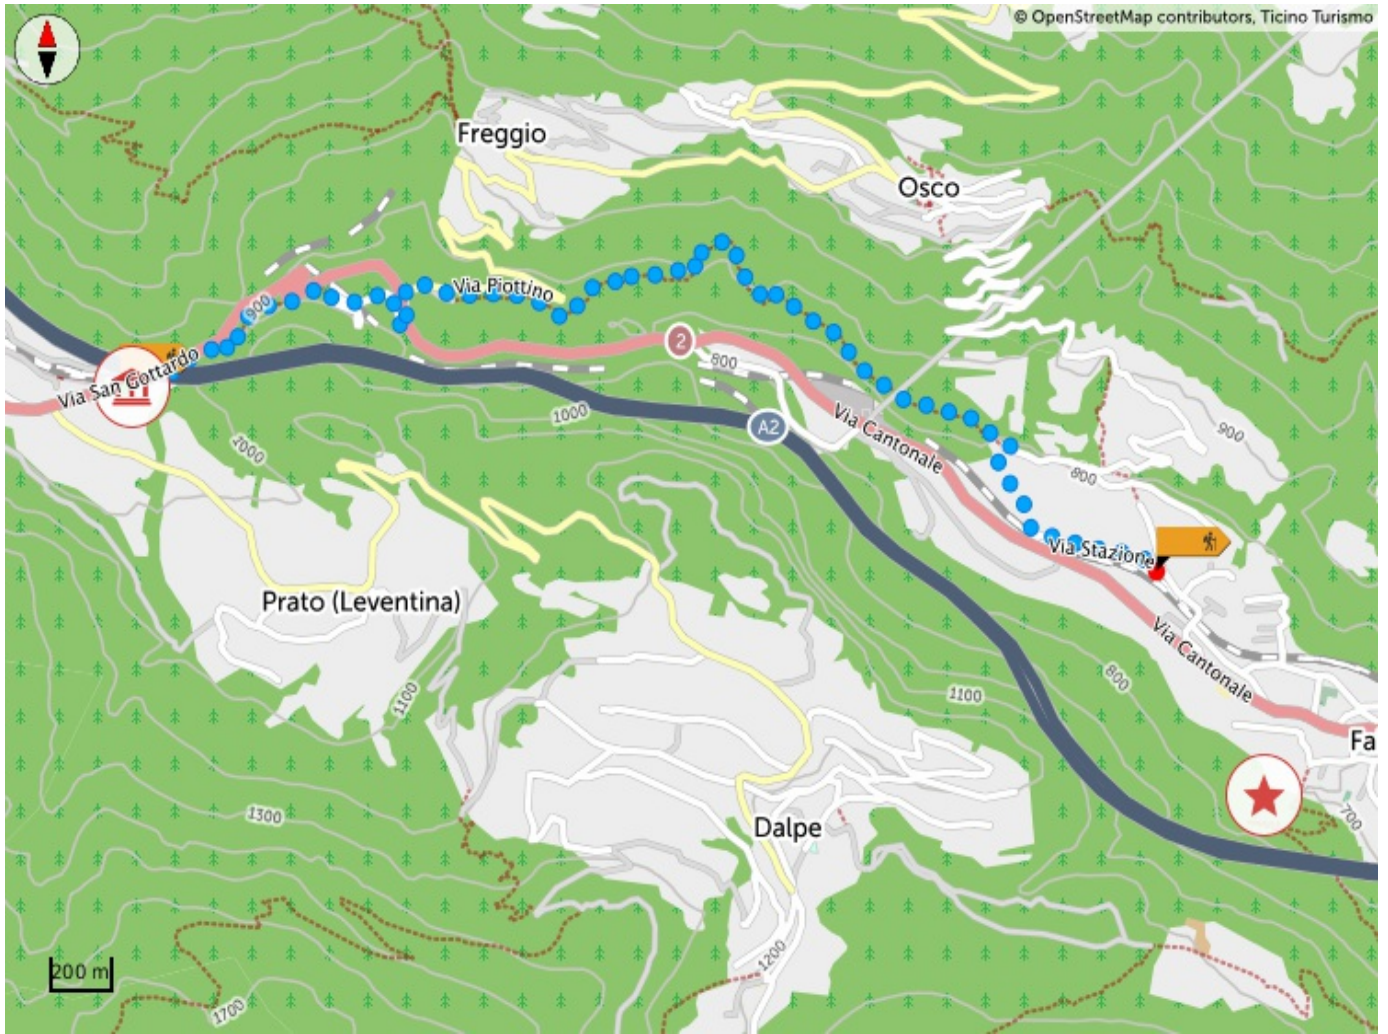 © OpenStreetMap contributors, Ticino Turismo
Freggio
Osco
Via Piottino
900
2
800
Via San Gottardo
1000
A2
Via Cantonale
900
1000
800
Via Stazione
Prato (Leventina)
Via Cantonale
1100
1100
800
Fa
1300
Dalpe
700
1200
200 m
1700